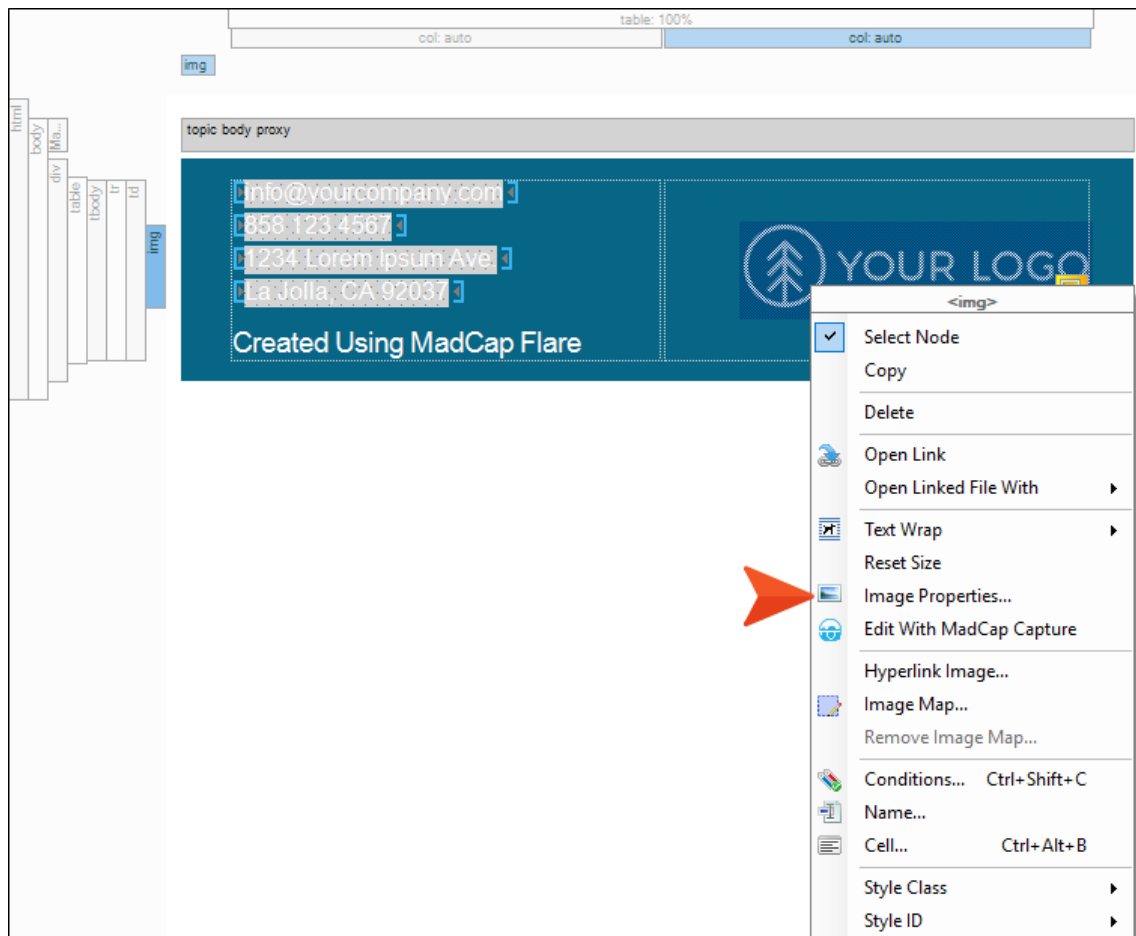 table: 100%
col: auto
col: auto
img
html
body
Ma...
div
table
tbody
tr
td
img
topic body proxy
info@yourcompany.com
858 123 4567
1234 Lorem Ipsum Ave.
La Jolla, CA 92037
Created Using MadCap Flare
YOUR LOGO
<img>
Select Node
Copy
Delete
Open Link
Open Linked File With
Text Wrap
Reset Size
Image Properties...
Edit With MadCap Capture
Hyperlink Image...
Image Map...
Remove Image Map...
Conditions... Ctrl+Shift+C
Name...
Cell... Ctrl+Alt+B
Style Class
Style ID